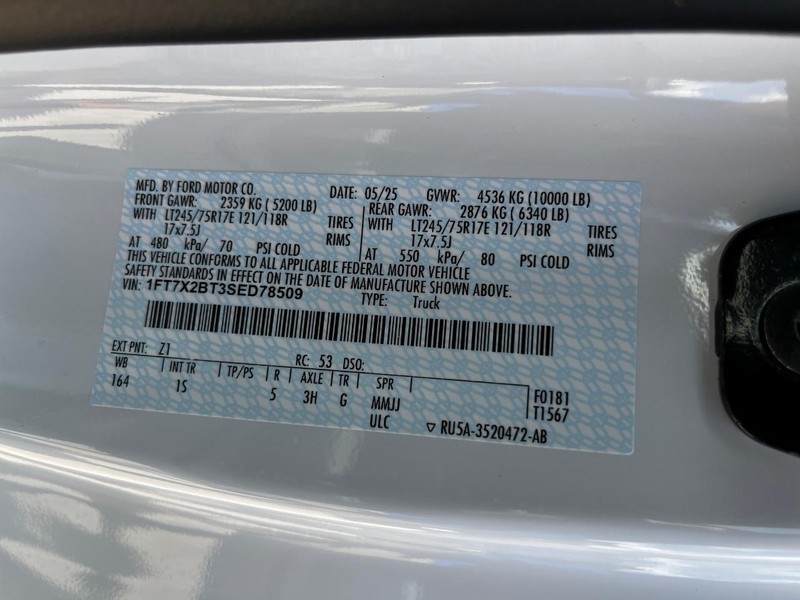 MFD. BY FORD MOTOR CO. DATE: 05/25 GVWR: 4536 KG (10000 LB)
FRONT GAWR: 2359 KG ( 5200 LB) REAR GAWR: 2876 KG ( 6340 LB)
WITH LT245/75R17E 121/118R TIRES WITH LT245/75R17E 121/118R TIRES
17x7.5J RIMS 17x7.5J RIMS
AT 480 kPa/ 70 PSI COLD AT 550 kPa/ 80 PSI COLD
THIS VEHICLE CONFORMS TO ALL APPLICABLE FEDERAL MOTOR VEHICLE
SAFETY STANDARDS IN EFFECT ON THE DATE OF MANUFACTURE SHOWN ABOVE.
VIN: 1FT7X2BT3SED78509
TYPE: Truck
EXT PNT: Z1 RC: 53 DSO:
WB INT TR TP/PS R AXLE TR SPR F0181
164 1S 5 3H G MMJJ T1567
ULC RU5A-3520472-AB